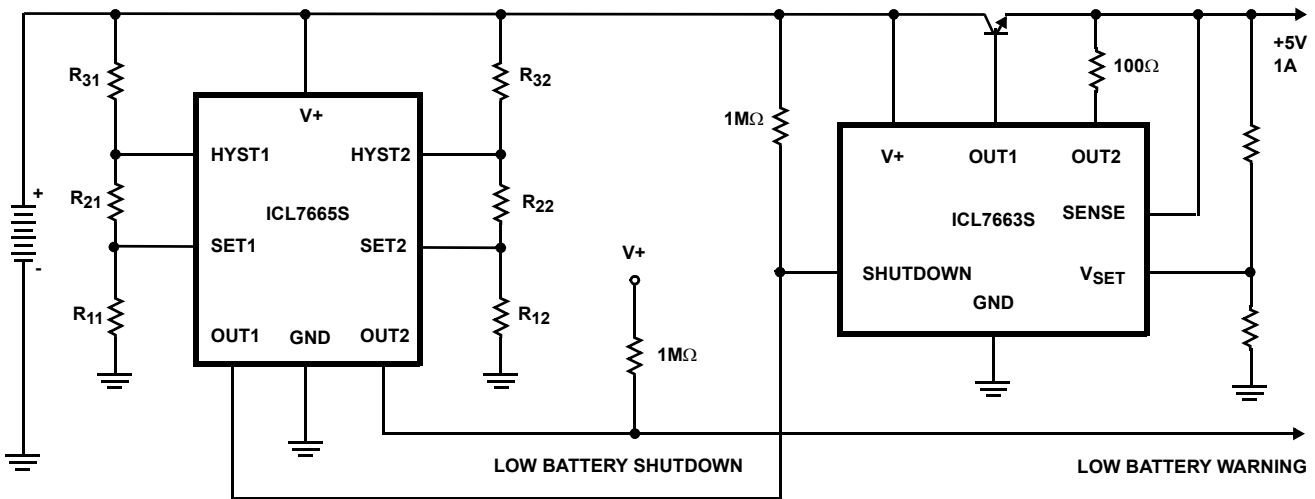 R31
R21
R11
+
-
V+
HYST1
HYST2
ICL7665S
SET1
SET2
OUT1
GND
OUT2
R32
R22
R12
V+
1MΩ
1MΩ
V+
OUT1
OUT2
ICL7663S
SENSE
SHUTDOWN
VSET
GND
100Ω
+5V
1A
LOW BATTERY SHUTDOWN
LOW BATTERY WARNING